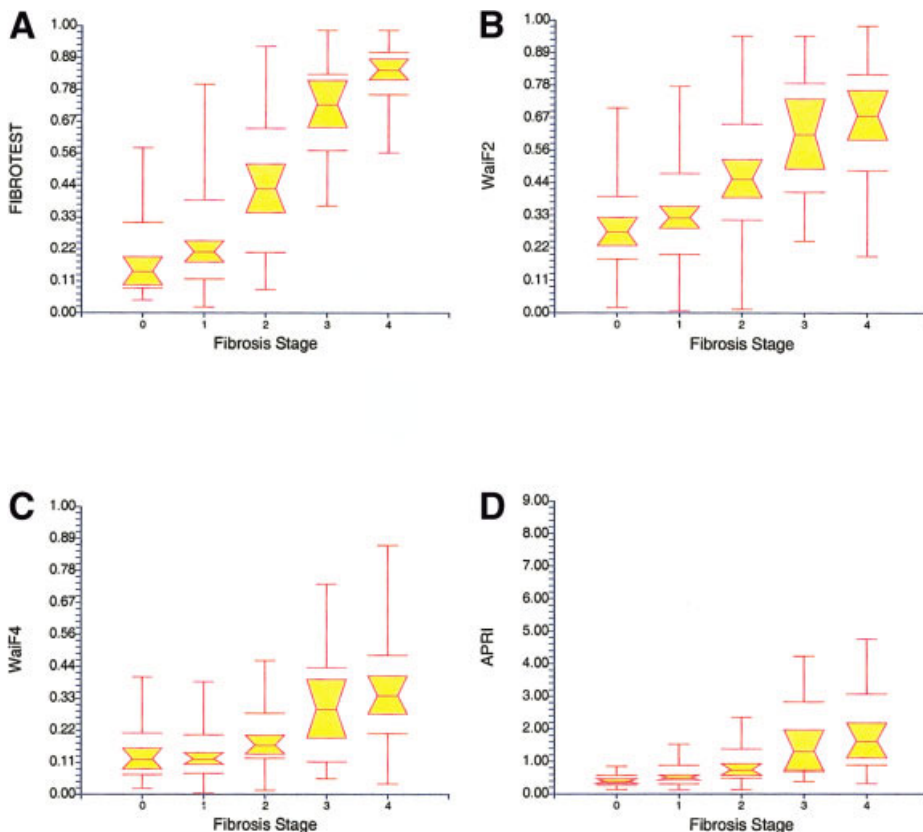 A
FIBROTEST
1.00
0.89
0.78
0.67
0.56
0.44
0.33
0.22
0.11
0.00
0 1 2 3 4
Fibrosis Stage
B
WaiF2
1.00
0.89
0.78
0.67
0.56
0.44
0.33
0.22
0.11
0.00
0 1 2 3 4
Fibrosis Stage
C
WaiF4
1.00
0.89
0.78
0.67
0.56
0.44
0.33
0.22
0.11
0.00
0 1 2 3 4
Fibrosis Stage
D
APRI
9.00
8.00
7.00
6.00
5.00
4.00
3.00
2.00
1.00
0.00
0 1 2 3 4
Fibrosis Stage